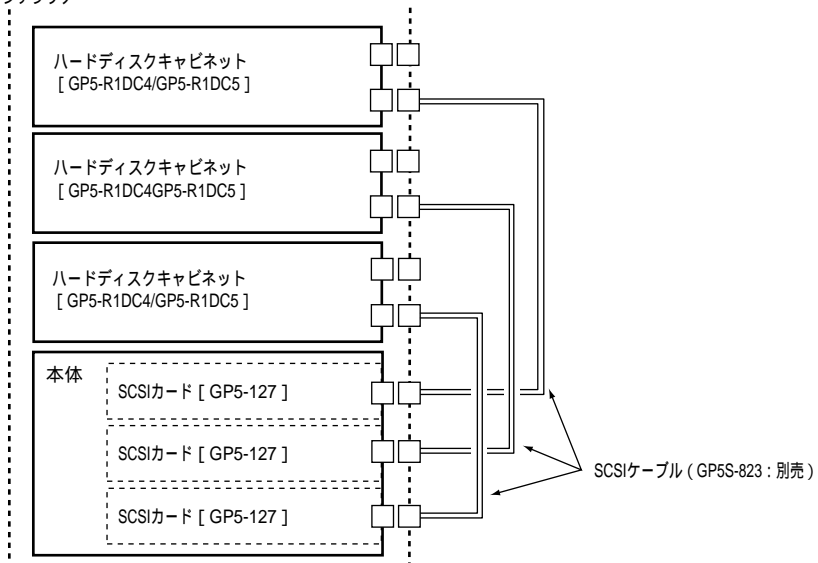 ハードディスクキャビネット
[ GP5-R1DC4/GP5-R1DC5 ]
ハードディスクキャビネット
[ GP5-R1DC4GP5-R1DC5 ]
ハードディスクキャビネット
[ GP5-R1DC4/GP5-R1DC5 ]
本体
SCSIカード [ GP5-127 ]
SCSIカード [ GP5-127 ]
SCSIカード [ GP5-127 ]
SCSIケーブル ( GP5S-823 : 別売 )